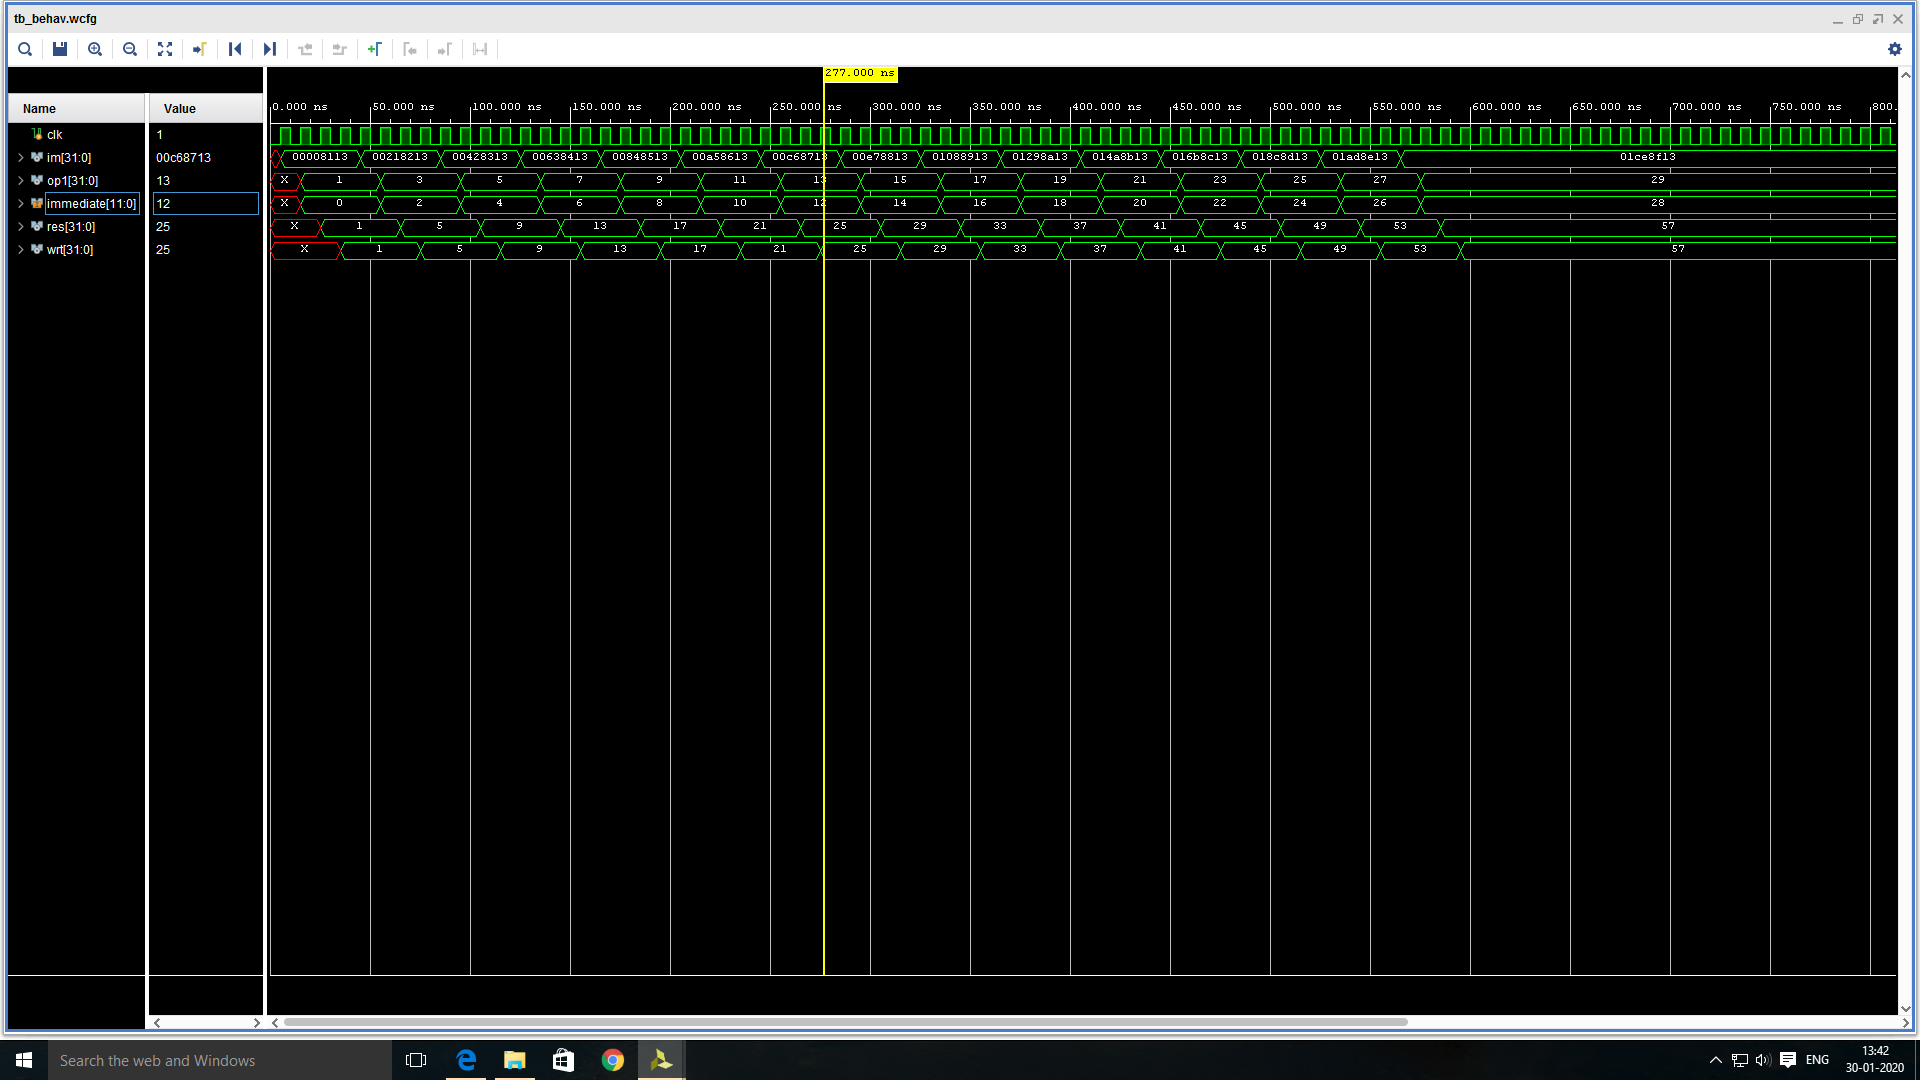 tb_behav.wcfg
277.000 ns
Name Value 0.000 ns 50.000 ns 100.000 ns 150.000 ns 200.000 ns 250.000 ns 300.000 ns 350.000 ns 400.000 ns 450.000 ns 500.000 ns 550.000 ns 600.000 ns 650.000 ns 700.000 ns 750.000 ns 800.
clk 1
im[31:0] 00c68713 00008113 00218213 00428313 00638413 00848513 00a58613 00c68713 00e78813 01088913 01298a13 014a8b13 016b8c13 018c8d13 01ad8e13 01ce8f13
op1[31:0] 13 X 1 3 5 7 9 11 13 15 17 19 21 23 25 27 29
immediate[11:0] 12 X 0 2 4 6 8 10 12 14 16 18 20 22 24 26 28
res[31:0] 25 X 1 5 9 13 17 21 25 29 33 37 41 45 49 53 57
wrt[31:0] 25 X 1 5 9 13 17 21 25 29 33 37 41 45 49 53 57
Search the web and Windows
ENG
13:42
30-01-2020